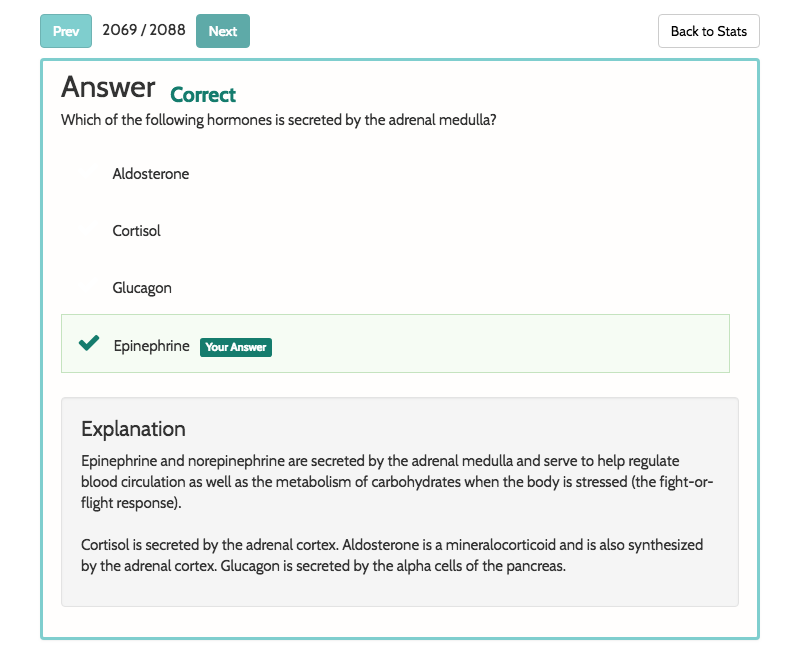 Prev 2069 / 2088 Next Back to Stats
Answer Correct
Which of the following hormones is secreted by the adrenal medulla?
Aldosterone
Cortisol
Glucagon
Epinephrine Your Answer
Explanation
Epinephrine and norepinephrine are secreted by the adrenal medulla and serve to help regulate
blood circulation as well as the metabolism of carbohydrates when the body is stressed (the fight-or-
flight response).
Cortisol is secreted by the adrenal cortex. Aldosterone is a mineralocorticoid and is also synthesized
by the adrenal cortex. Glucagon is secreted by the alpha cells of the pancreas.